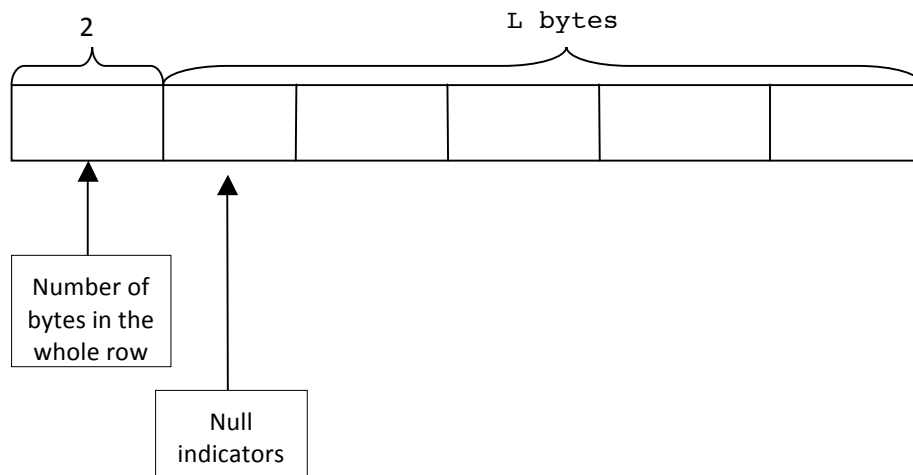 2
L bytes
Number of
bytes in the
whole row
Null
indicators